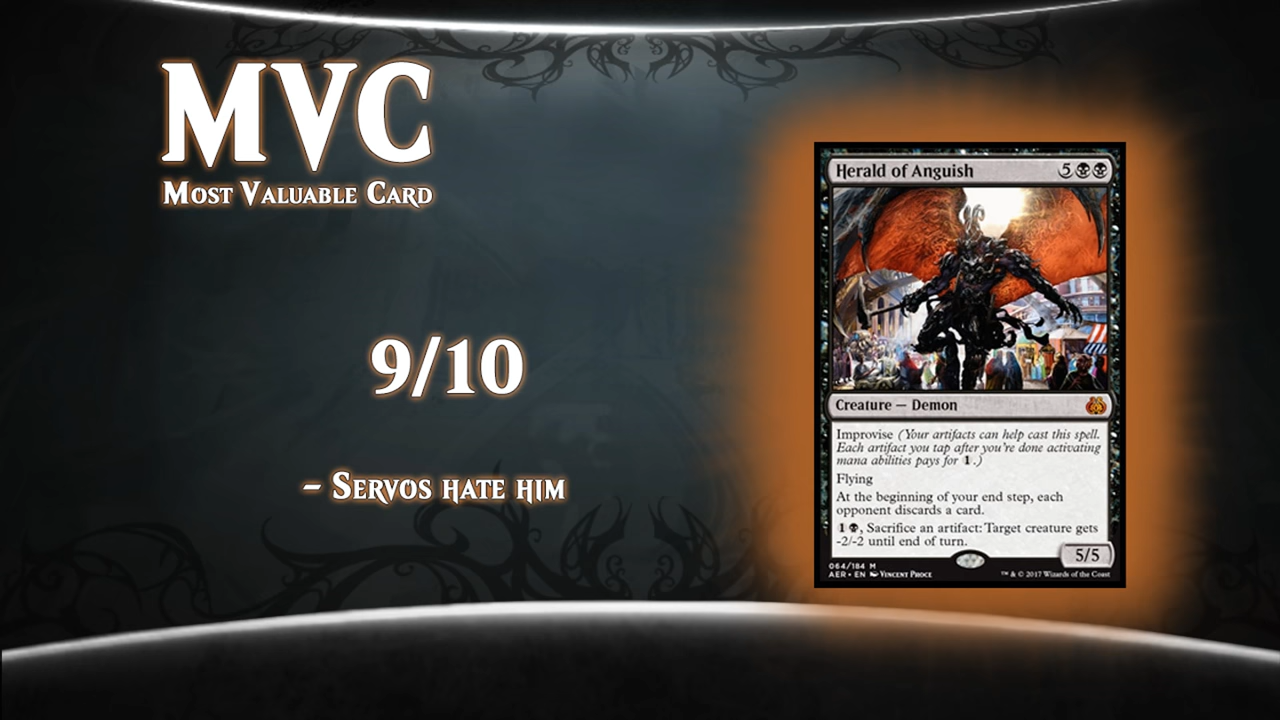 MVC
Most Valuable Card
9/10
– Servos hate him
Herald of Anguish 5
Creature — Demon
Improvise (Your artifacts can help cast this spell.
Each artifact you tap after you're done activating
mana abilities pays for 1.)
Flying
At the beginning of your end step, each
opponent discards a card.
1, Sacrifice an artifact: Target creature gets
-2/-2 until end of turn.
5/5
064/184 M
AER • EN Vincent Proce
™ & © 2017 Wizards of the Coast